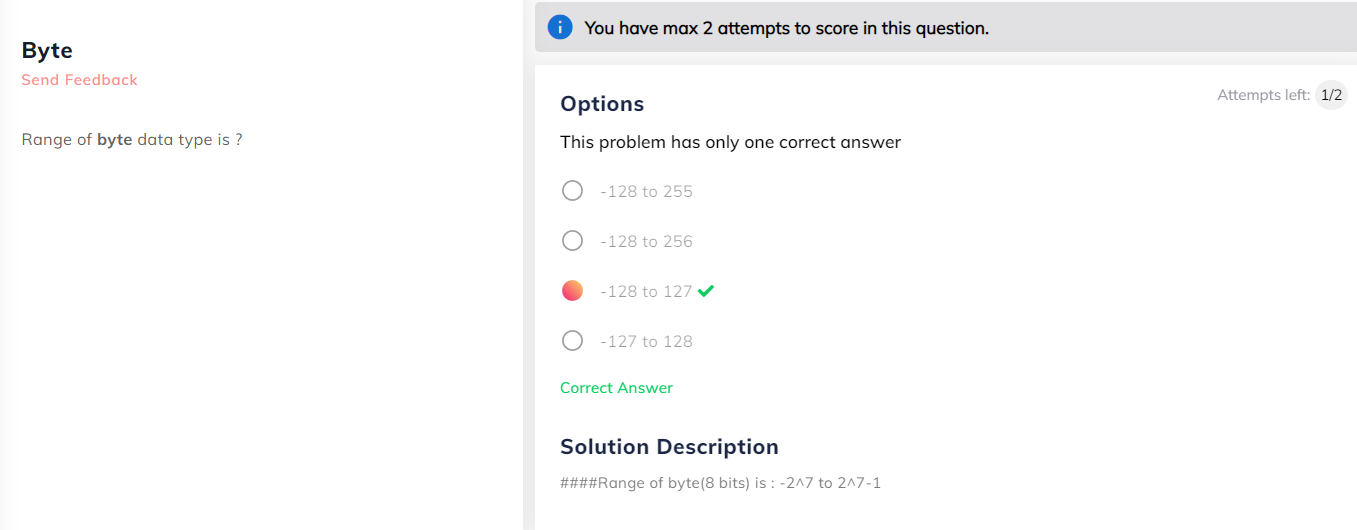 Byte
Send Feedback
Range of byte data type is ?
You have max 2 attempts to score in this question.
Options
Attempts left: 1/2
This problem has only one correct answer
-128 to 255
-128 to 256
-128 to 127
-127 to 128
Correct Answer
Solution Description
####Range of byte(8 bits) is : -2^7 to 2^7-1